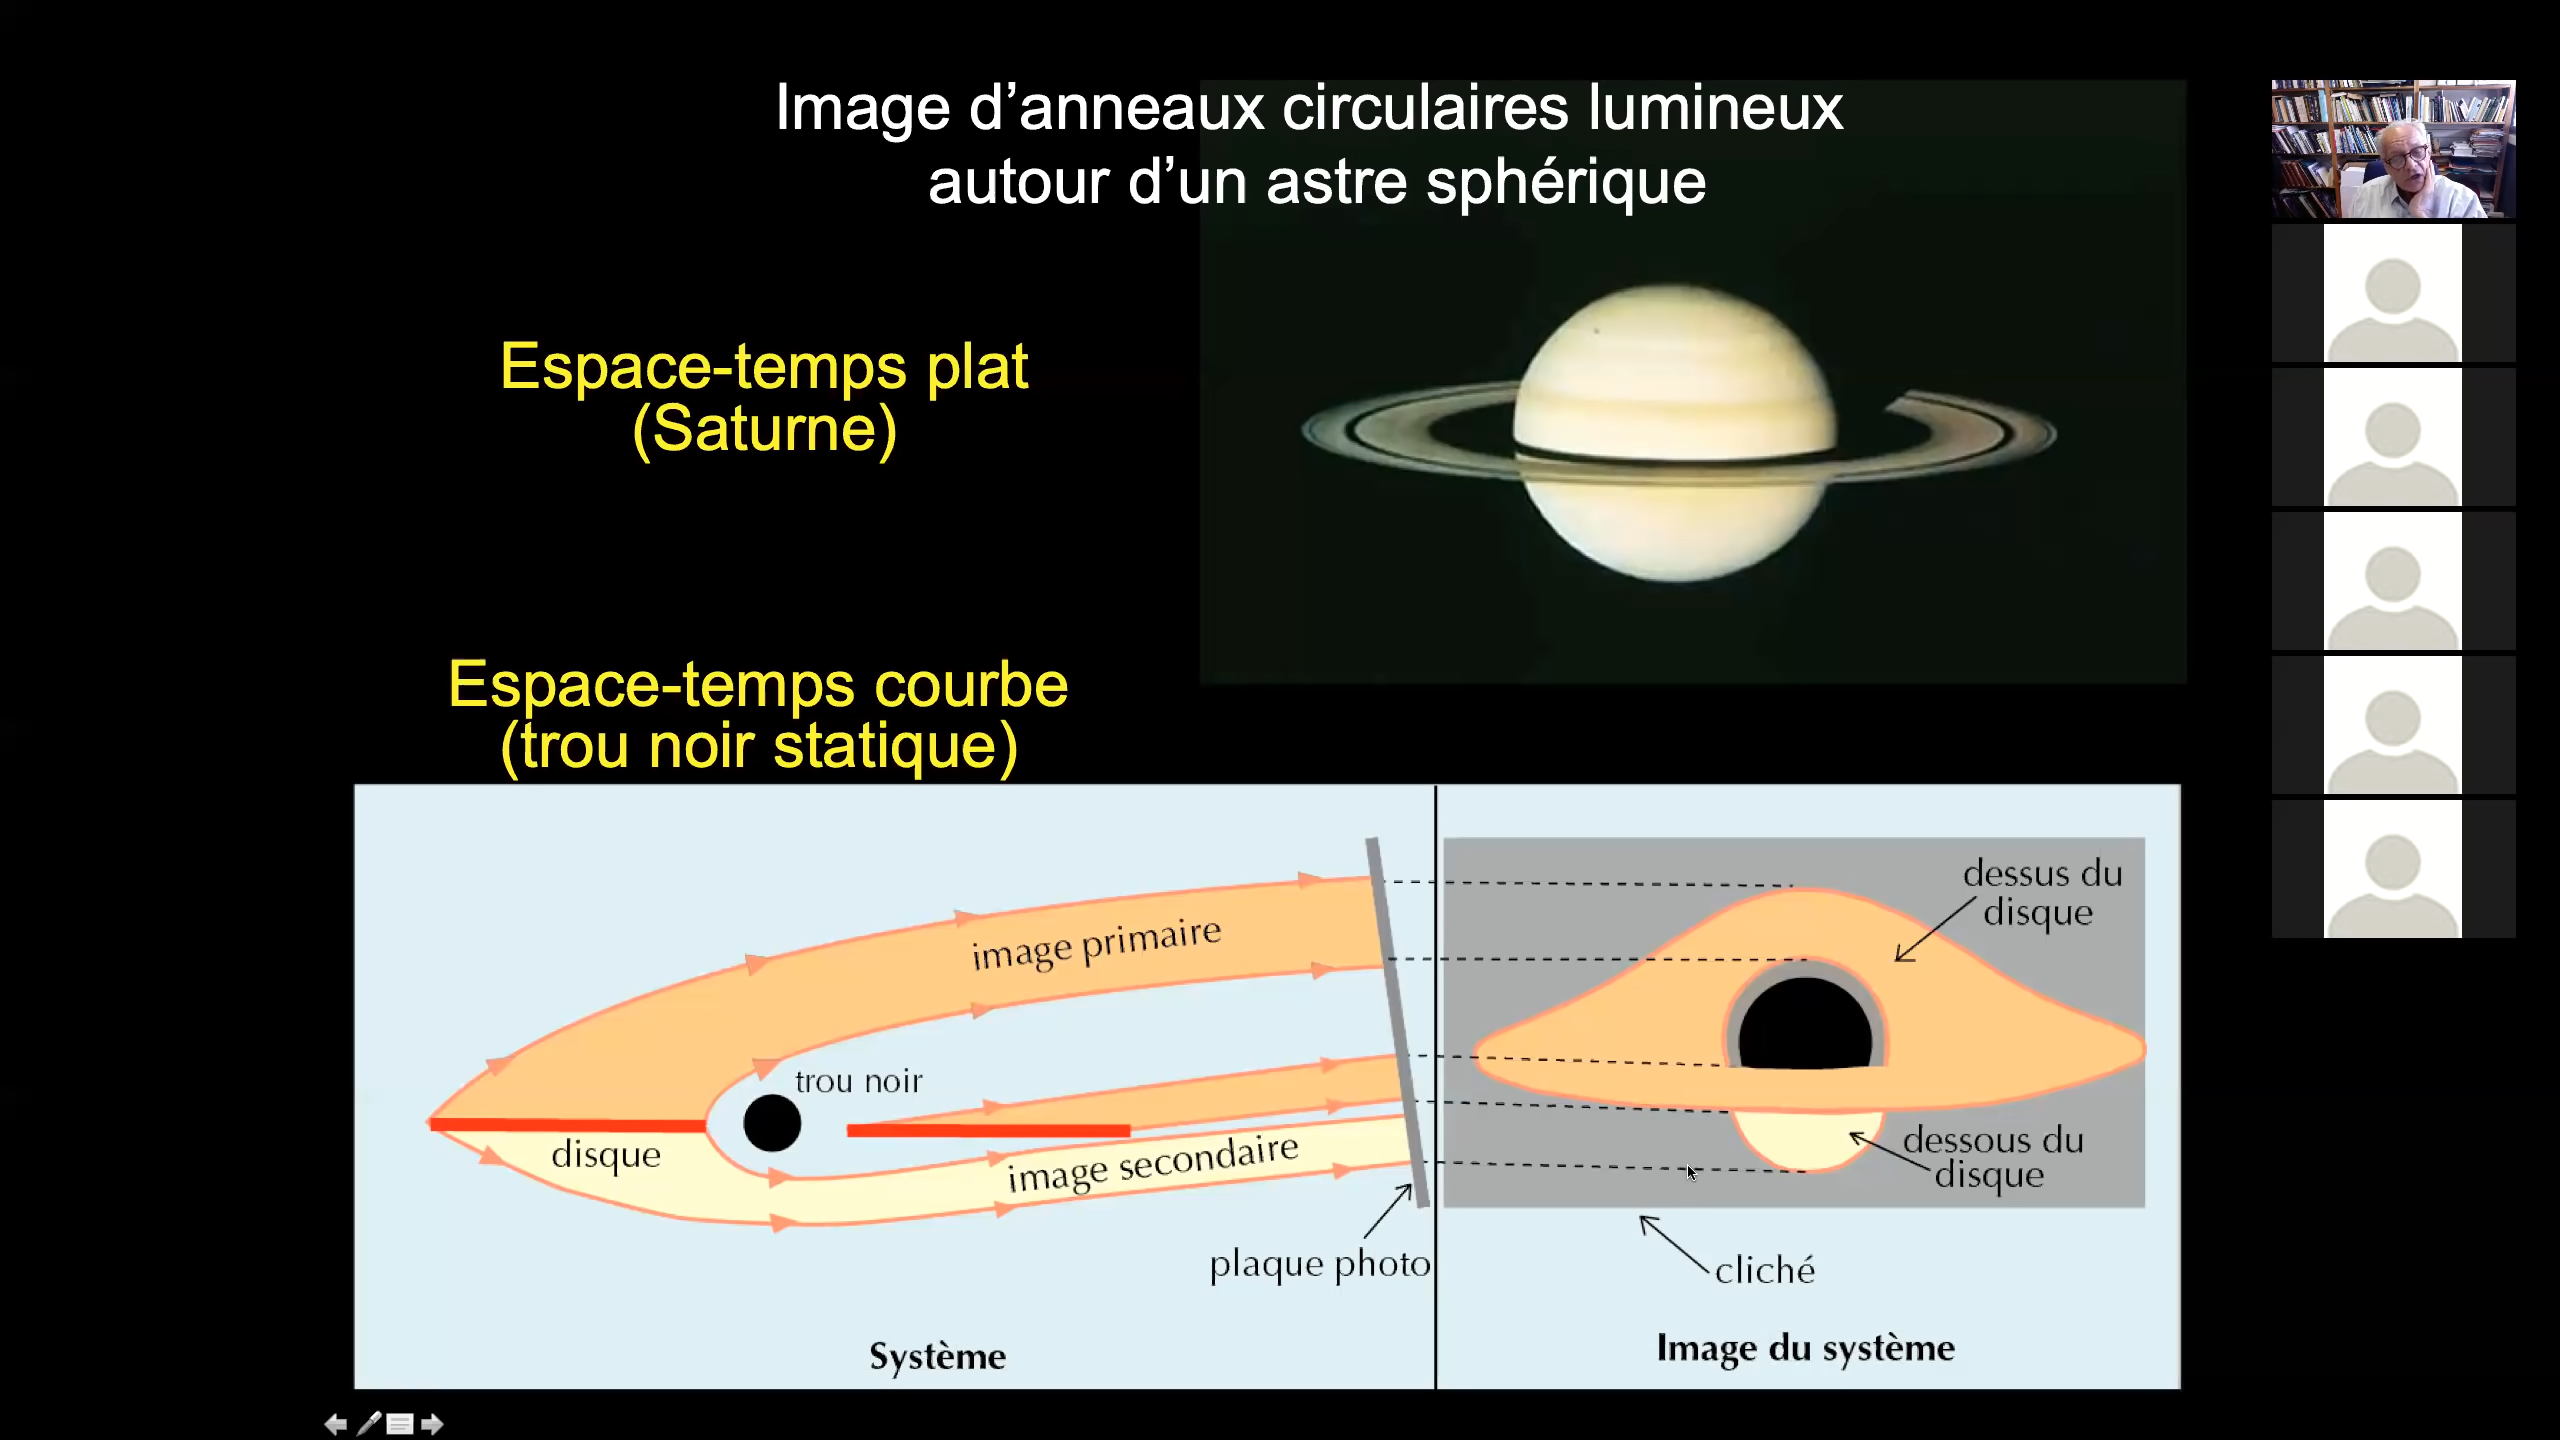 Image d’anneaux circulaires lumineux
autour d’un astre sphérique
Espace-temps plat
(Saturne)
Espace-temps courbe
(trou noir statique)
image primaire
trou noir
disque
image secondaire
plaque photo
Système
dessus du
disque
dessous du
disque
cliché
Image du système